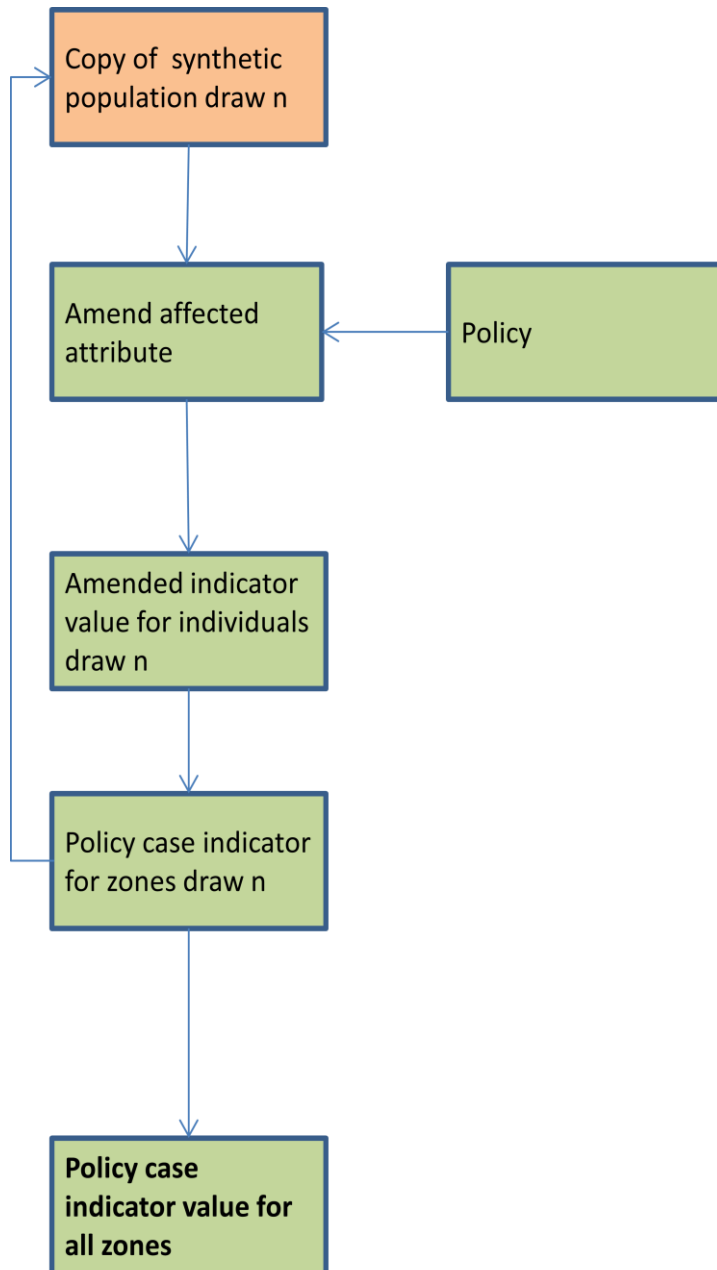 Copy of  synthetic
population draw n
Amend affected
attribute
Policy
Amended indicator
value for individuals
draw n
Policy case indicator
for zones draw n
Policy case
indicator value for
all zones